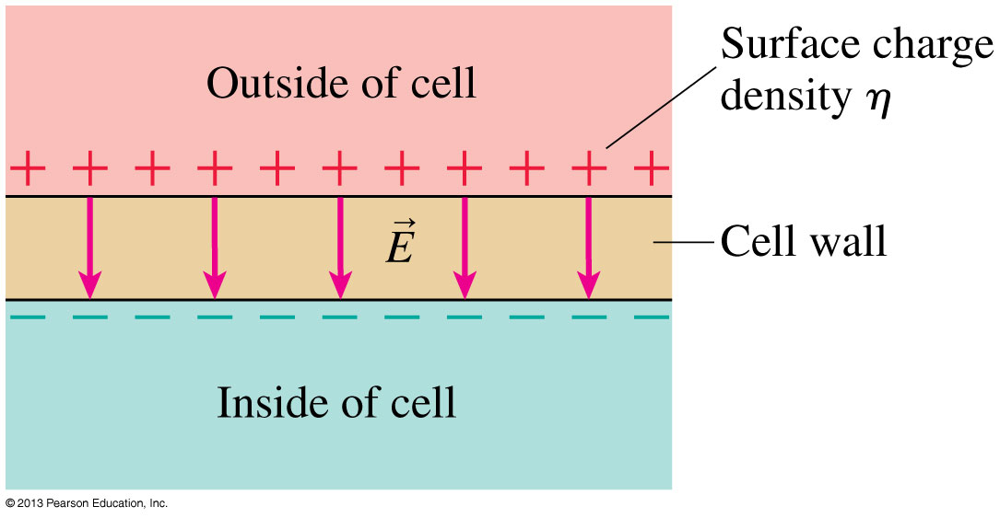 Outside of cell
Surface charge
density η
+ + + + + + + + + + +
E⃗
Cell wall
− − − − − − − − − − −
Inside of cell
© 2013 Pearson Education, Inc.